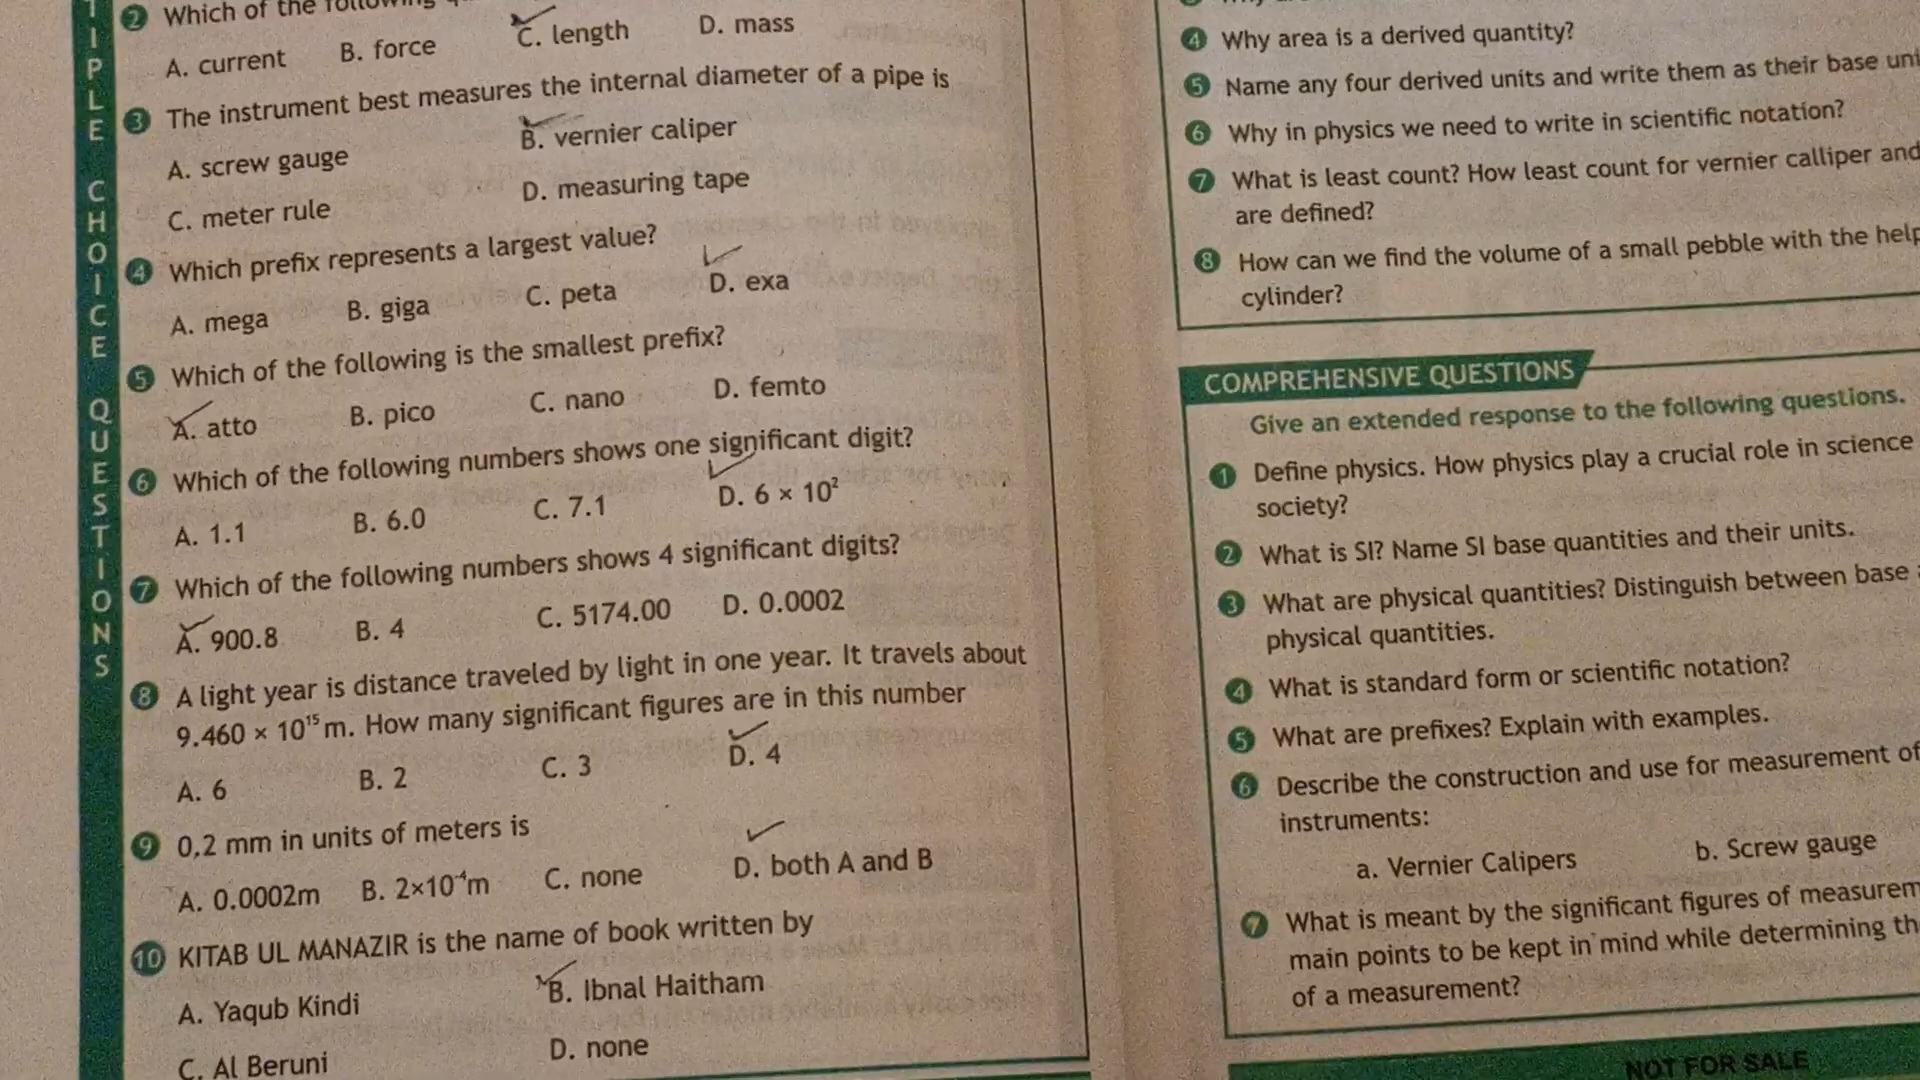 TIPLE CHOICE QUESTIONS
2 Which of the following
A. current B. force C. length D. mass
3 The instrument best measures the internal diameter of a pipe is
A. screw gauge B. vernier caliper
C. meter rule D. measuring tape
4 Which prefix represents a largest value?
A. mega B. giga C. peta D. exa
5 Which of the following is the smallest prefix?
A. atto B. pico C. nano D. femto
6 Which of the following numbers shows one significant digit?
A. 1.1 B. 6.0 C. 7.1 D. 6 × 10²
7 Which of the following numbers shows 4 significant digits?
A. 900.8 B. 4 C. 5174.00 D. 0.0002
8 A light year is distance traveled by light in one year. It travels about
9.460 × 10¹⁵ m. How many significant figures are in this number
A. 6 B. 2 C. 3 D. 4
9 0.2 mm in units of meters is
A. 0.0002m B. 2×10⁻⁴m C. none D. both A and B
10 KITAB UL MANAZIR is the name of book written by
A. Yaqub Kindi B. Ibnal Haitham
C. Al Beruni D. none
4 Why area is a derived quantity?
5 Name any four derived units and write them as their base uni
6 Why in physics we need to write in scientific notation?
7 What is least count? How least count for vernier calliper and
are defined?
8 How can we find the volume of a small pebble with the help
cylinder?
COMPREHENSIVE QUESTIONS
Give an extended response to the following questions.
1 Define physics. How physics play a crucial role in science
society?
2 What is SI? Name SI base quantities and their units.
3 What are physical quantities? Distinguish between base
physical quantities.
4 What is standard form or scientific notation?
5 What are prefixes? Explain with examples.
6 Describe the construction and use for measurement of
instruments:
a. Vernier Calipers b. Screw gauge
7 What is meant by the significant figures of measurem
main points to be kept in mind while determining th
of a measurement?
NOT FOR SALE